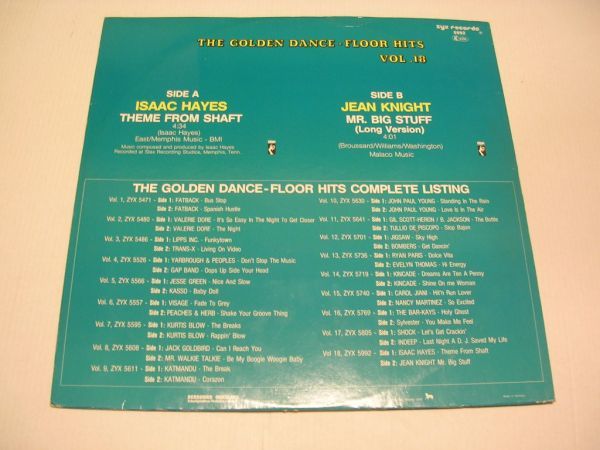 zyx records
5992
THE GOLDEN DANCE-FLOOR HITS
VOL.18
SIDE A
ISAAC HAYES
THEME FROM SHAFT
4:34
(Isaac Hayes)
East/Memphis Music - BMI
Music composed and produced by Isaac Hayes
Recorded at Stax Recording Studios, Memphis, Tenn.
SIDE B
JEAN KNIGHT
MR. BIG STUFF
(Long Version)
4:01
(Broussard/Williams/Washington)
Malaco Music
THE GOLDEN DANCE-FLOOR HITS COMPLETE LISTING
Vol. 1, ZYX 5471 - Side 1: FATBACK - Bus Stop
Side 2: FATBACK - Spanish Hustle
Vol. 2, ZYX 5480 - Side 1: VALERIE DORE - It's So Easy In The Night To Get Closer
Side 2: VALERIE DORE - The Night
Vol. 3, ZYX 5486 - Side 1: LIPPS INC. - Funkytown
Side 2: TRANS-X - Living On Video
Vol. 4, ZYX 5526 - Side 1: YARBROUGH & PEOPLES - Don't Stop The Music
Side 2: GAP BAND - Oops Up Side Your Head
Vol. 5, ZYX 5566 - Side 1: JESSE GREEN - Nice And Slow
Side 2: KASSO - Baby Doll
Vol. 6, ZYX 5557 - Side 1: VISAGE - Fade To Grey
Side 2: PEACHES & HERB - Shake Your Groove Thing
Vol. 7, ZYX 5595 - Side 1: KURTIS BLOW - The Breaks
Side 2: KURTIS BLOW - Rappin' Blow
Vol. 8, ZYX 5608 - Side 1: JACK GOLDBIRD - Can I Reach You
Side 2: MR. WALKIE TALKIE - Be My Boogie Woogie Baby
Vol. 9, ZYX 5611 - Side 1: KATMANDU - The Break
Side 2: KATMANDU - Corazon
Vol. 10, ZYX 5630 - Side 1: JOHN PAUL YOUNG - Standing In The Rain
Side 2: JOHN PAUL YOUNG - Love Is In The Air
Vol. 11, ZYX 5641 - Side 1: GIL SCOTT-HERON / B. JACKSON - The Bottle
Side 2: TULLIO DE PISCOPO - Stop Bajon
Vol. 12, ZYX 5701 - Side 1: JIGSAW - Sky High
Side 2: BOMBERS - Get Dancin'
Vol. 13, ZYX 5736 - Side 1: RYAN PARIS - Dolce Vita
Side 2: EVELYN THOMAS - Hi Energy
Vol. 14, ZYX 5719 - Side 1: KINCADE - Dreams Are Ten A Penny
Side 2: KINCADE - Shine On me Woman
Vol. 15, ZYX 5740 - Side 1: CAROL JIANI - Hit'n Run Lover
Side 2: NANCY MARTINEZ - So Excited
Vol. 16, ZYX 5769 - Side 1: THE BAR-KAYS - Holy Ghost
Side 2: Sylvester - You Make Me Feel
Vol. 17, ZYX 5805 - Side 1: SHOCK - Let's Get Crackin'
Side 2: INDEEP - Last Night A D. J. Saved My Life
Vol. 18, ZYX 5992 - Side 1: ISAAC HAYES - Theme From Shaft
Side 2: JEAN KNIGHT Mr. Big Stuff